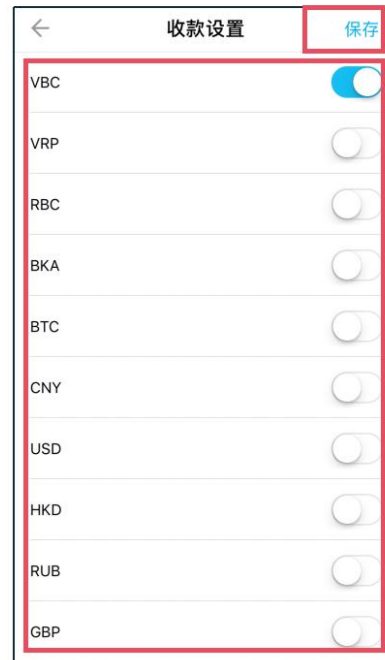 收款设置 保存
VBC
VRP
RBC
BKA
BTC
CNY
USD
HKD
RUB
GBP